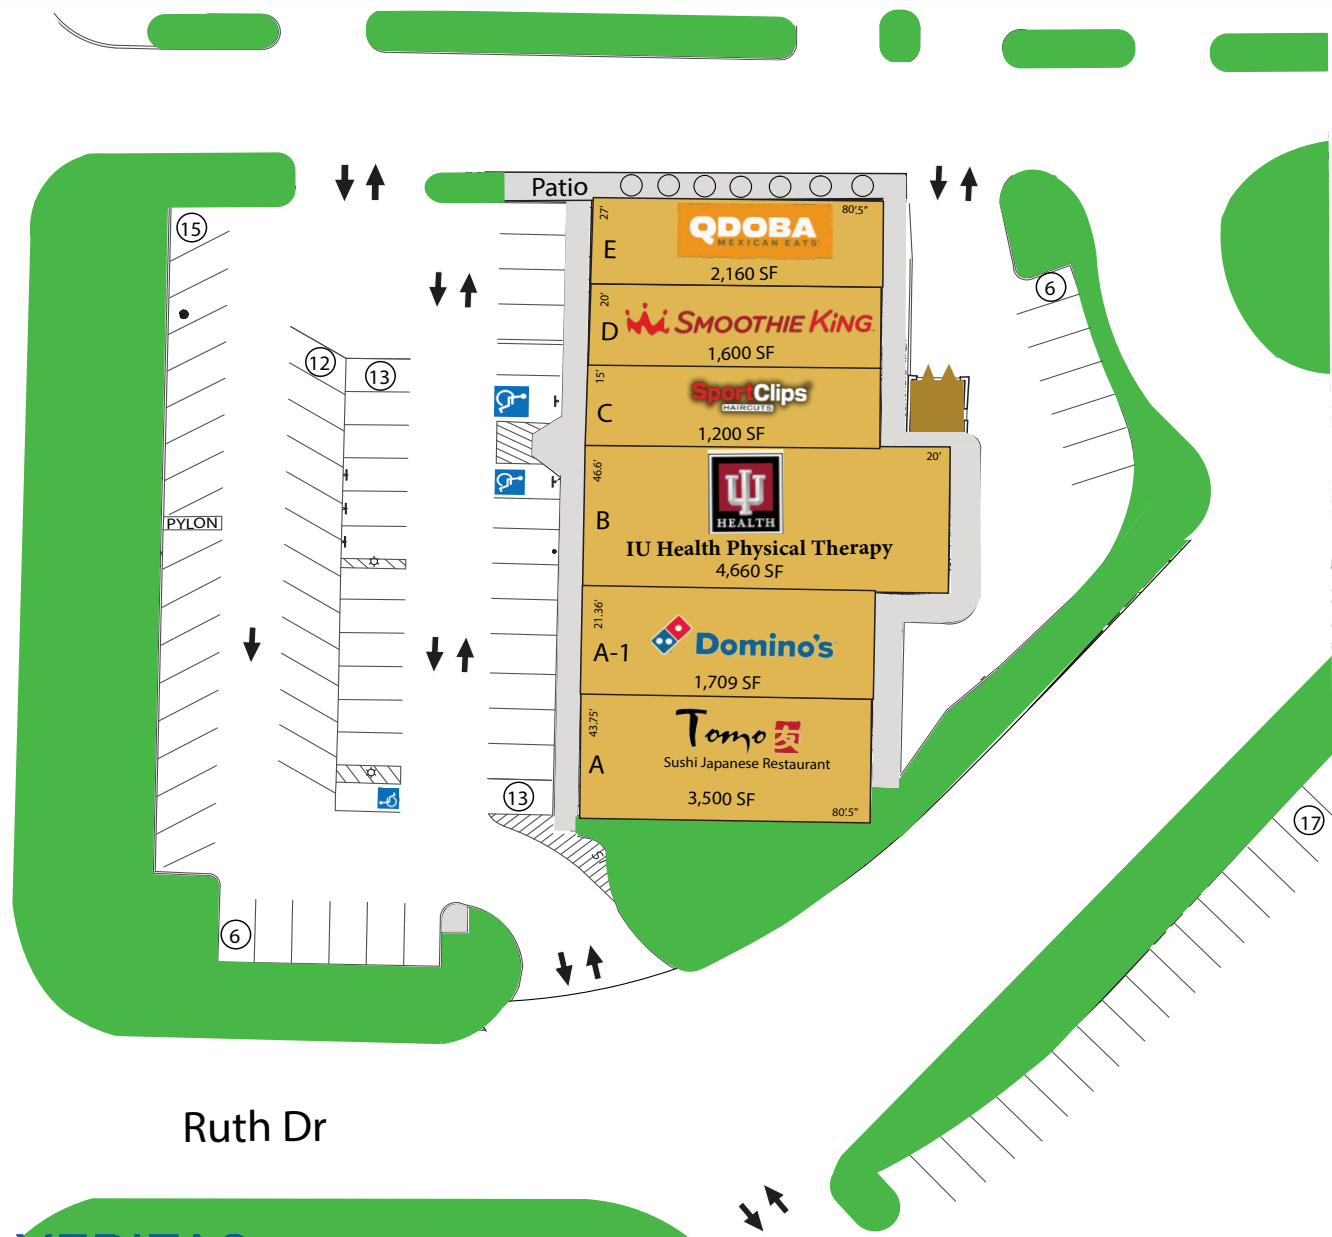 Patio
15
27'
80'5"
QDOBA
MEXICAN EATS
E
2,160 SF
6
20'
D
SMOOTHIE KING
1,600 SF
12
13
15'
SportClips
HAIRCUTS
C
1,200 SF
46.6'
20'
HEALTH
B
IU Health Physical Therapy
4,660 SF
PYLON
21.36'
A-1
Domino's
1,709 SF
43.75'
Tomo 友
A
Sushi Japanese Restaurant
3,500 SF
80'5"
13
17
5'
6
Ruth Dr
VERITAS